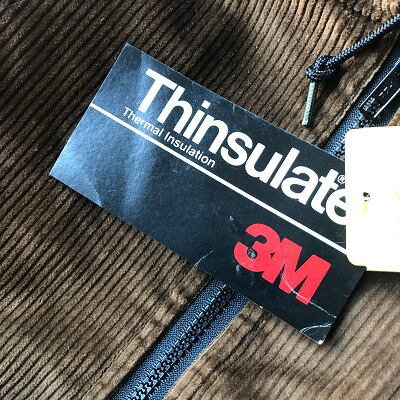 Thinsulate®
Thermal Insulation
3M